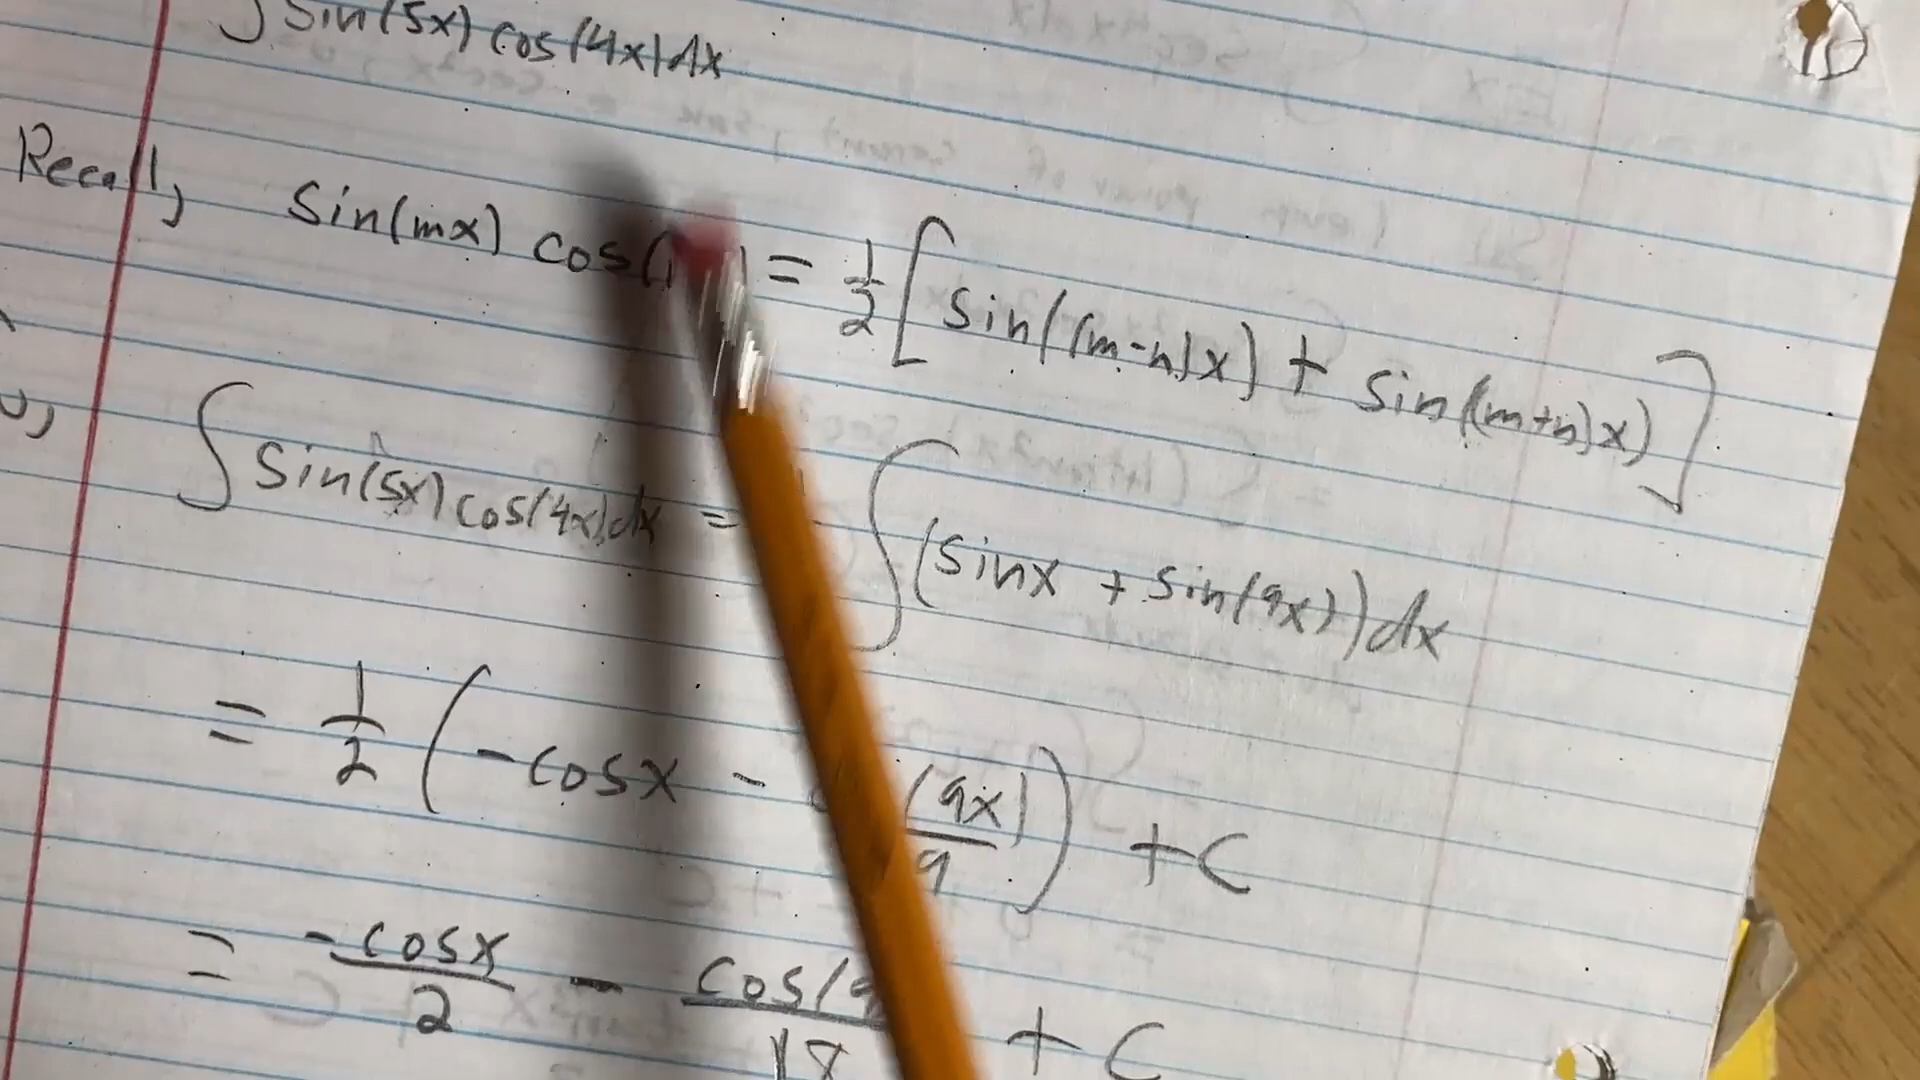 ∫ sin(5x) cos(4x)dx
Recall, sin(mx) cos( ) = 1/2 [ sin((m-n)x) + sin((m+n)x) ]
∫ sin(5x) cos(4x)dx = ∫ (sinx + sin(9x))dx
= 1/2 ( -cosx - (9x)/9 ) + C
= -cosx/2 - cos(9 /18 + C